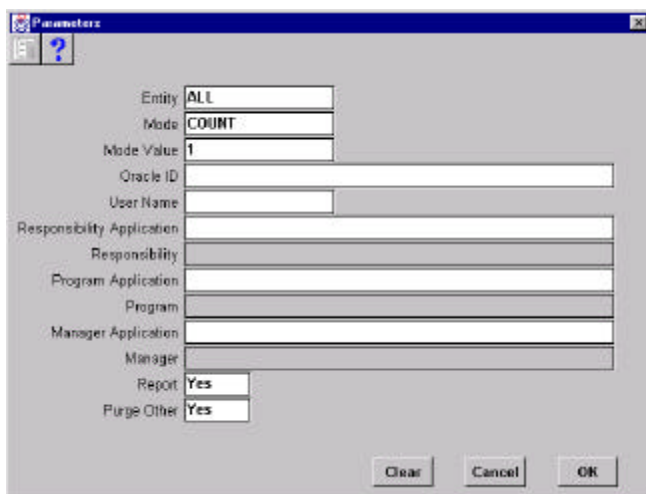 Parameters
?
Entity ALL
Mode COUNT
Mode Value 1
Oracle ID
User Name
Responsibility Application
Responsibility
Program Application
Program
Manager Application
Manager
Report Yes
Purge Other Yes
Clear Cancel OK